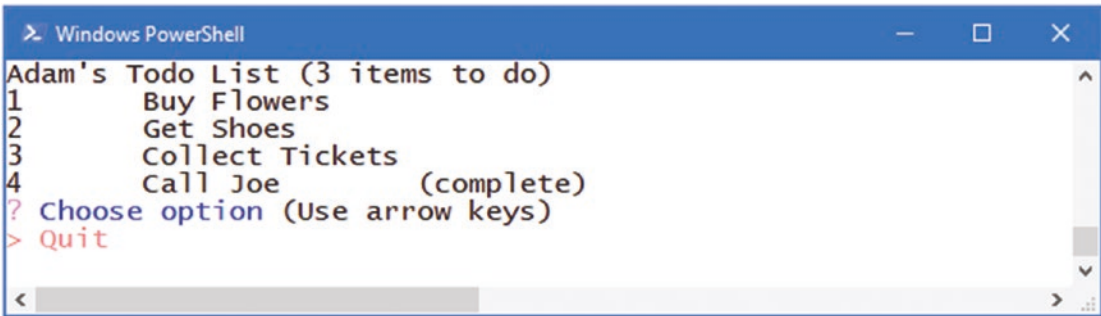 Windows PowerShell
Adam's Todo List (3 items to do)
1 Buy Flowers
2 Get Shoes
3 Collect Tickets
4 Call Joe (complete)
? Choose option (Use arrow keys)
> Quit